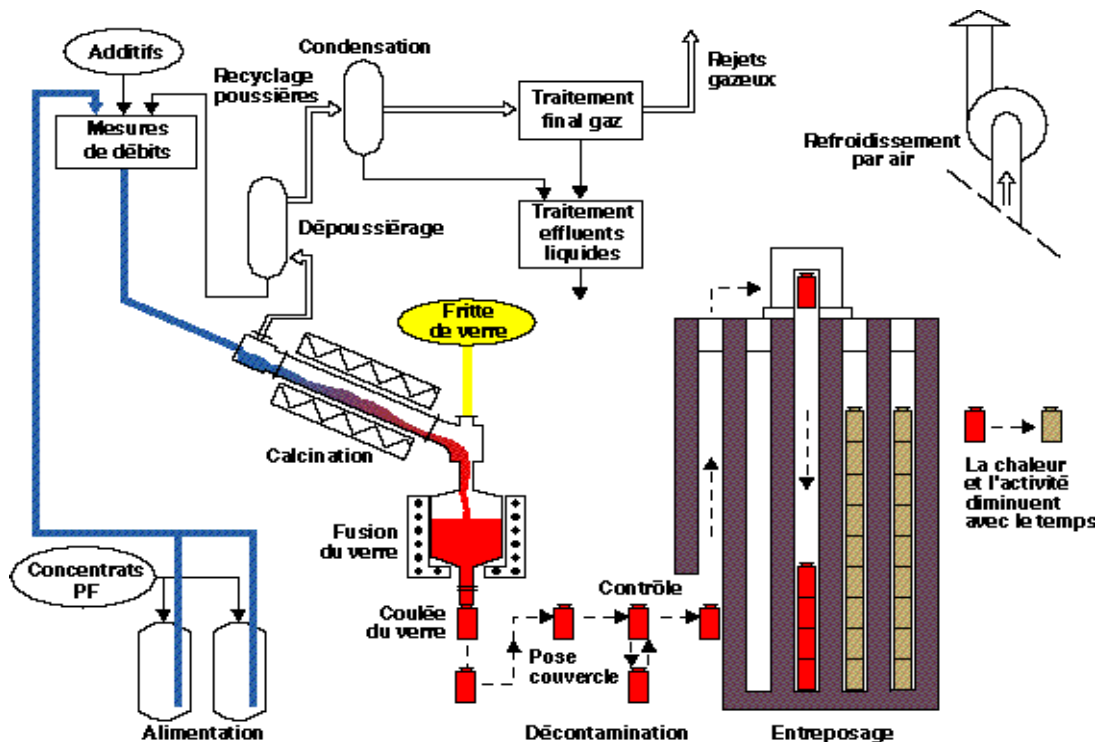 Additifs
Condensation
Recyclage
poussières
Rejets
gazeux
Mesures
de débits
Traitement
final gaz
Refroidissement
par air
Dépoussiérage
Traitement
effluents
liquides
Fritte
de verre
Calcination
La chaleur
et l'activité
diminuent
avec le temps
Fusion
du verre
Concentrats
PF
Contrôle
Coulée
du verre
Pose
couvercle
Alimentation
Décontamination
Entreposage